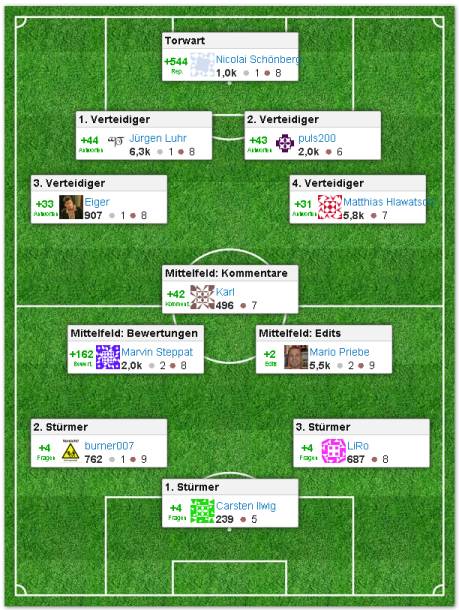 Torwart
+544 Nicolai Schönberg
Rep. 1,0k 1 8
1. Verteidiger
+44 Jürgen Luhr
Antworten 6,3k 1 8
2. Verteidiger
+43 puls200
Antworten 2,0k 6
3. Verteidiger
+33 Eiger
Antworten 907 1 8
4. Verteidiger
+31 Matthias Hlawatsch
Antworten 5,8k 7
Mittelfeld: Kommentare
+42 Karl
Komment. 496 7
Mittelfeld: Bewertungen
+162 Marvin Steppat
Bewert. 2,0k 2 8
Mittelfeld: Edits
+2 Mario Priebe
Edits 5,5k 2 9
2. Stürmer
+4 burner007
Fragen 762 1 9
3. Stürmer
+4 LiRo
Fragen 687 8
1. Stürmer
+4 Carsten Ilwig
Fragen 239 5